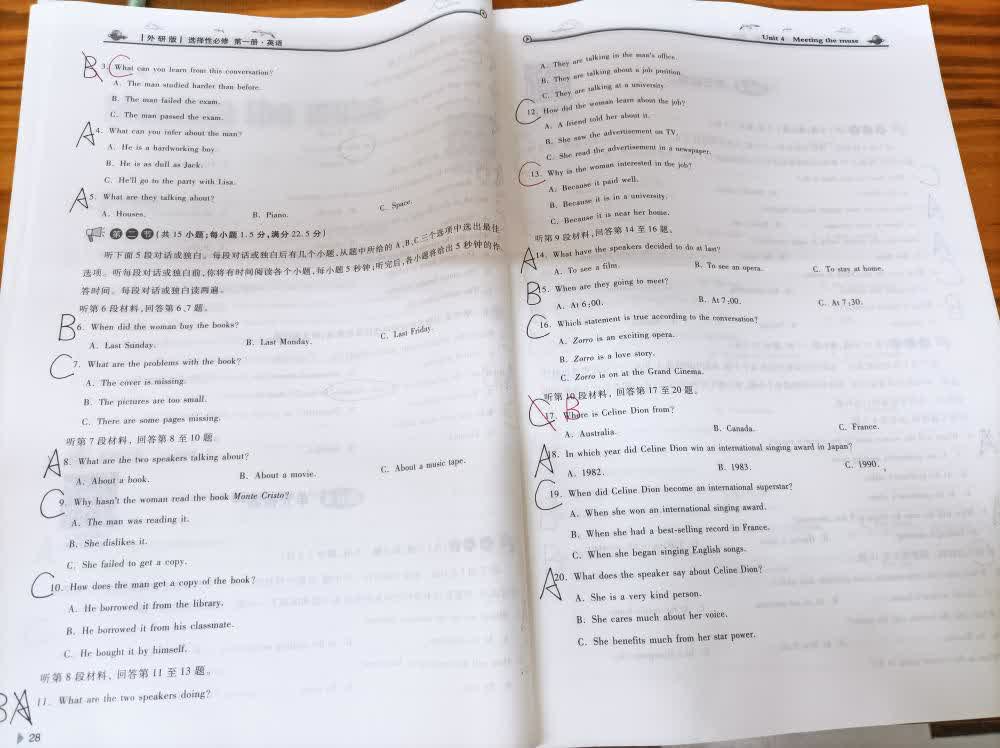 外研版 选择性必修 第一册·英语
B C 3. What can you learn from this conversation?
A. The man studied harder than before.
B. The man failed the exam.
C. The man passed the exam.
A 4. What can you infer about the man?
A. He is a hardworking boy.
B. He is as dull as Jack.
C. He'll go to the party with Lisa.
A 5. What are they talking about?
A. Houses. B. Piano. C. Space.
第二节(共15小题;每小题1.5分,满分22.5分)
听下面5段对话或独白。每段对话或独白后有几个小题,从题中所给的A、B、C三个选项中选出最佳
选项。听每段对话或独白前,你将有时间阅读各个小题,每小题5秒钟;听完后,各小题将给出5秒钟的作
答时间。每段对话或独白读两遍。
听第6段材料,回答第6、7题。
B 6. When did the woman buy the books?
A. Last Sunday. B. Last Monday. C. Last Friday.
C 7. What are the problems with the book?
A. The cover is missing.
B. The pictures are too small.
C. There are some pages missing.
听第7段材料,回答第8至10题。
A 8. What are the two speakers talking about?
A. About a book. B. About a movie. C. About a music tape.
C 9. Why hasn't the woman read the book Monte Cristo?
A. The man was reading it.
B. She dislikes it.
C. She failed to get a copy.
C 10. How does the man get a copy of the book?
A. He borrowed it from the library.
B. He borrowed it from his classmate.
C. He bought it by himself.
听第8段材料,回答第11至13题。
B A 11. What are the two speakers doing?
28
Unit 4 Meeting the muse
A. They are talking in the man's office.
B. They are talking about a job position.
C. They are talking at a university.
C 12. How did the woman learn about the job?
A. A friend told her about it.
B. She saw the advertisement on TV.
C. She read the advertisement in a newspaper.
C 13. Why is the woman interested in the job?
A. Because it paid well.
B. Because it is in a university.
C. Because it is near her home.
听第9段材料,回答第14至16题。
A 14. What have the speakers decided to do at last?
A. To see a film. B. To see an opera. C. To stay at home.
B 15. When are they going to meet?
A. At 6:00. B. At 7:00. C. At 7:30.
C 16. Which statement is true according to the conversation?
A. Zorro is an exciting opera.
B. Zorro is a love story.
C. Zorro is on at the Grand Cinema.
听第10段材料,回答第17至20题。
C B 17. Where is Celine Dion from?
A. Australia. B. Canada. C. France.
A 18. In which year did Celine Dion win an international singing award in Japan?
A. 1982. B. 1983. C. 1990.
C 19. When did Celine Dion become an international superstar?
A. When she won an international singing award.
B. When she had a best-selling record in France.
C. When she began singing English songs.
A 20. What does the speaker say about Celine Dion?
A. She is a very kind person.
B. She cares much about her voice.
C. She benefits much from her star power.